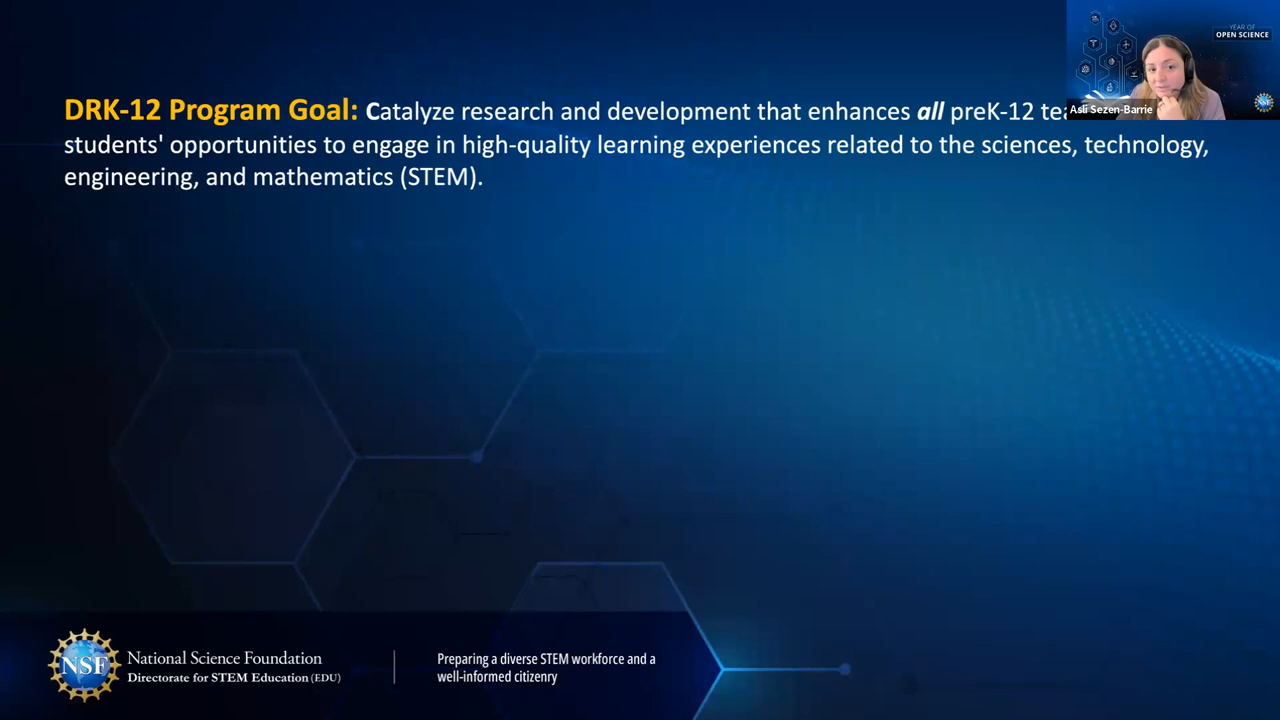 YEAR OF
OPEN SCIENCE
Asli Sezen-Barrie
DRK-12 Program Goal: Catalyze research and development that enhances all preK-12
students' opportunities to engage in high-quality learning experiences related to the sciences, technology,
engineering, and mathematics (STEM).
NSF
National Science Foundation
Directorate for STEM Education (EDU)
Preparing a diverse STEM workforce and a
well-informed citizenry